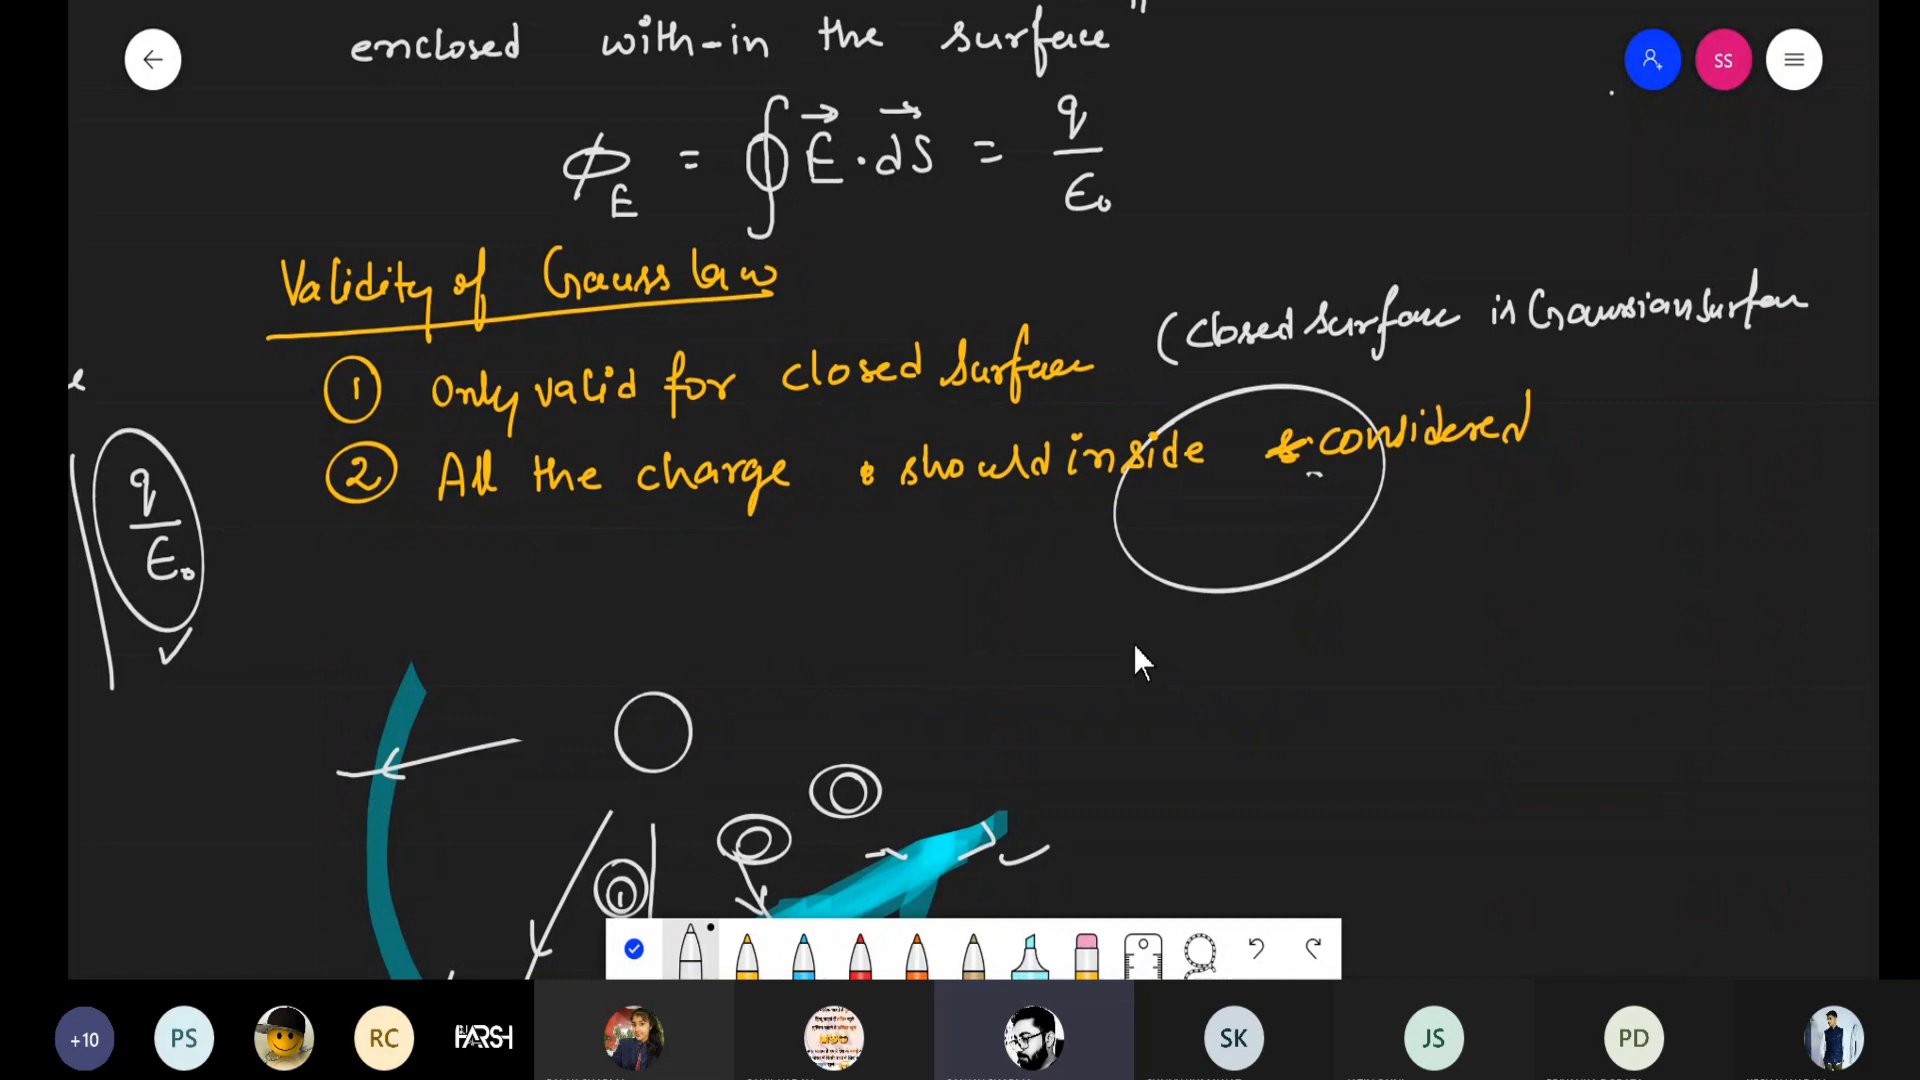 enclosed with-in the surface"
ϕE = ∮ E⃗ · dS⃗ = q/ϵ0
Validity of Gauss law
(closed surface is Gaussian surface
① Only valid for closed surface
② All the charge should inside considered
q/ϵ0
1
SS
+10
PS
RC
HARSH
SK
JS
PD